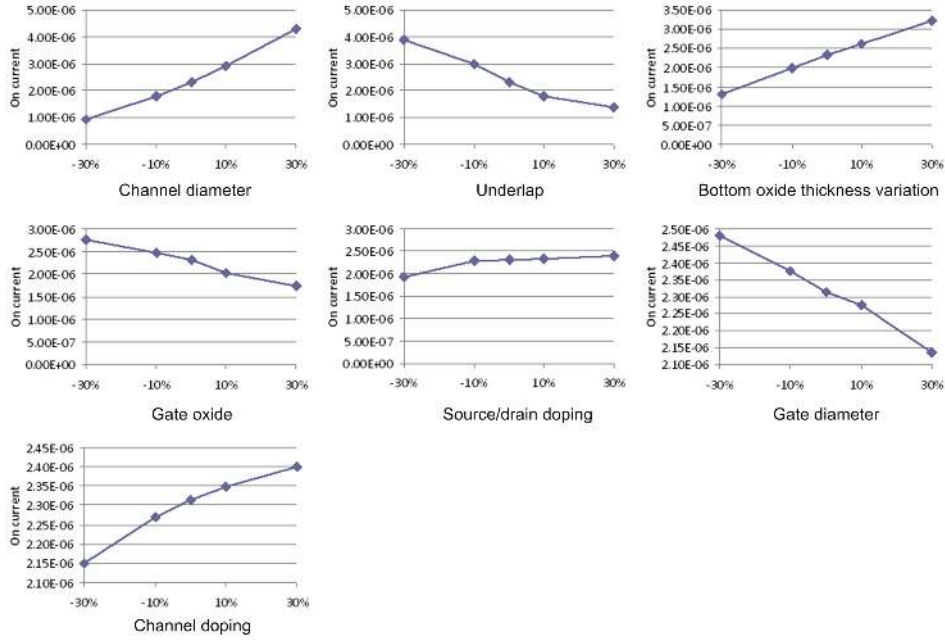 5.00E-06
4.00E-06
3.00E-06
2.00E-06
1.00E-06
0.00E+00
On current
-30% -10% 10% 30%
Channel diameter
5.00E-06
4.00E-06
3.00E-06
2.00E-06
1.00E-06
0.00E+00
On current
-30% -10% 10% 30%
Underlap
3.50E-06
3.00E-06
2.50E-06
2.00E-06
1.50E-06
1.00E-06
5.00E-07
0.00E+00
On current
-30% -10% 10% 30%
Bottom oxide thickness variation
3.00E-06
2.50E-06
2.00E-06
1.50E-06
1.00E-06
5.00E-07
0.00E+00
On current
-30% -10% 10% 30%
Gate oxide
3.00E-06
2.50E-06
2.00E-06
1.50E-06
1.00E-06
5.00E-07
0.00E+00
On current
-30% -10% 10% 30%
Source/drain doping
2.50E-06
2.45E-06
2.40E-06
2.35E-06
2.30E-06
2.25E-06
2.20E-06
2.15E-06
2.10E-06
On current
-30% -10% 10% 30%
Gate diameter
2.45E-06
2.40E-06
2.35E-06
2.30E-06
2.25E-06
2.20E-06
2.15E-06
2.10E-06
On current
-30% -10% 10% 30%
Channel doping